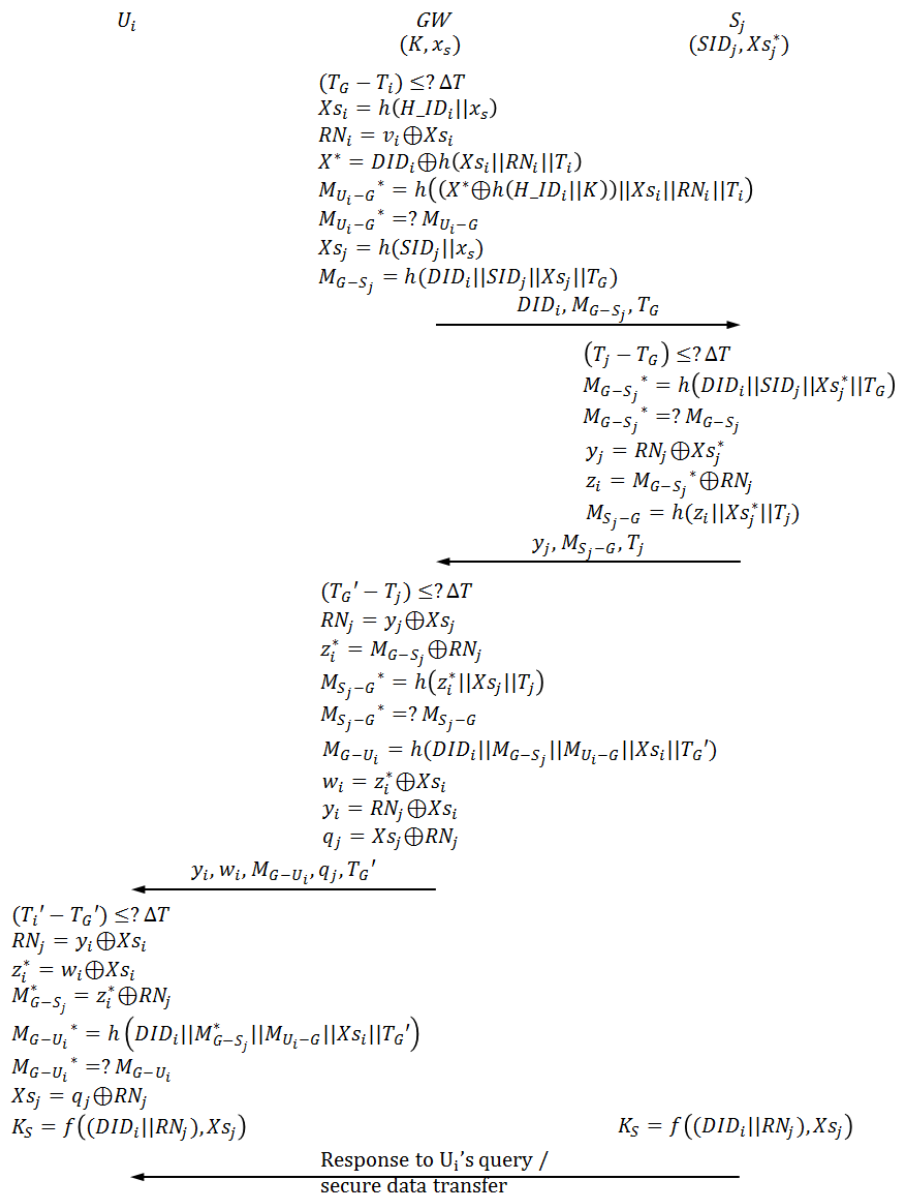 U_i GW S_j
(K, x_s) (SID_j, Xs_j^*)
(T_G − T_i) ≤? ΔT
Xs_i = h(H_ID_i||x_s)
RN_i = v_i⊕Xs_i
X^* = DID_i⊕h(Xs_i||RN_i||T_i)
M_{U_i−G}^* = h((X^*⊕h(H_ID_i||K))||Xs_i||RN_i||T_i)
M_{U_i−G}^* =? M_{U_i−G}
Xs_j = h(SID_j||x_s)
M_{G−S_j} = h(DID_i||SID_j||Xs_j||T_G)
DID_i, M_{G−S_j}, T_G
(T_j − T_G) ≤? ΔT
M_{G−S_j}^* = h(DID_i||SID_j||Xs_j^*||T_G)
M_{G−S_j}^* =? M_{G−S_j}
y_j = RN_j⊕Xs_j^*
z_i = M_{G−S_j}^*⊕RN_j
M_{S_j−G} = h(z_i||Xs_j^*||T_j)
y_j, M_{S_j−G}, T_j
(T_G′ − T_j) ≤? ΔT
RN_j = y_j⊕Xs_j
z_i^* = M_{G−S_j}⊕RN_j
M_{S_j−G}^* = h(z_i^*||Xs_j||T_j)
M_{S_j−G}^* =? M_{S_j−G}
M_{G−U_i} = h(DID_i||M_{G−S_j}||M_{U_i−G}||Xs_i||T_G′)
w_i = z_i^*⊕Xs_i
y_i = RN_j⊕Xs_i
q_j = Xs_j⊕RN_j
y_i, w_i, M_{G−U_i}, q_j, T_G′
(T_i′ − T_G′) ≤? ΔT
RN_j = y_i⊕Xs_i
z_i^* = w_i⊕Xs_i
M_{G−S_j}^* = z_i^*⊕RN_j
M_{G−U_i}^* = h(DID_i||M_{G−S_j}^*||M_{U_i−G}||Xs_i||T_G′)
M_{G−U_i}^* =? M_{G−U_i}
Xs_j = q_j⊕RN_j
K_S = f((DID_i||RN_j), Xs_j) K_S = f((DID_i||RN_j), Xs_j)
Response to U_i's query /
secure data transfer